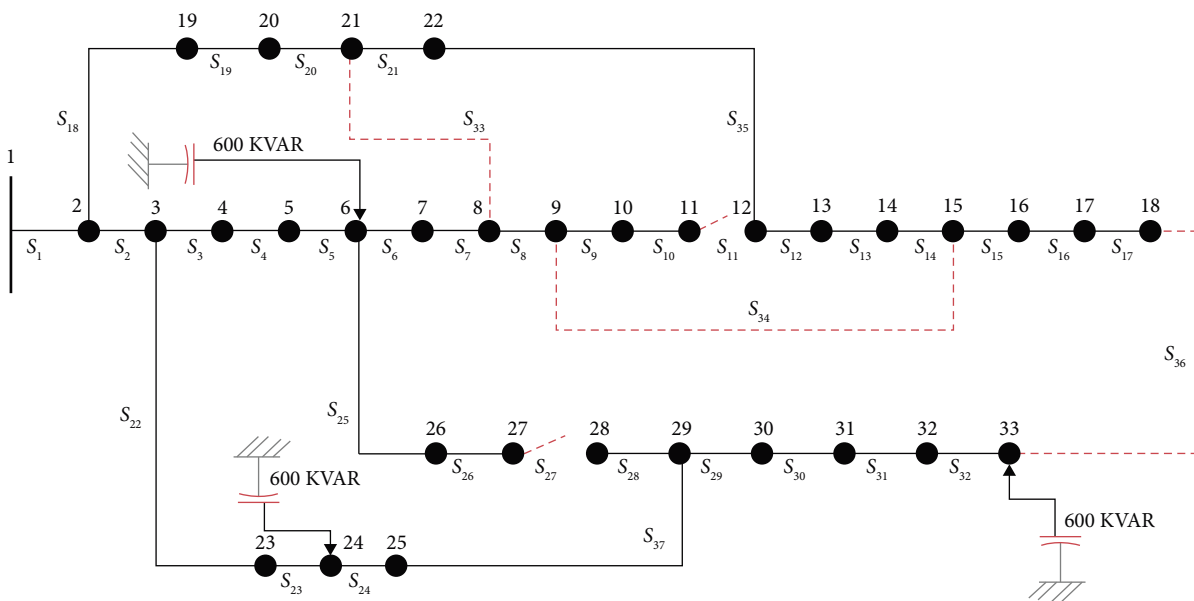 19 20 21 22
S19 S20 S21
S18 S33 S35
600 KVAR
1
2 3 4 5 6 7 8 9 10 11 12 13 14 15 16 17 18
S1 S2 S3 S4 S5 S6 S7 S8 S9 S10 S11 S12 S13 S14 S15 S16 S17
S34
S36
S22 S25
26 27 28 29 30 31 32 33
S26 S27 S28 S29 S30 S31 S32
600 KVAR
600 KVAR
23 24 25
S37
S23 S24